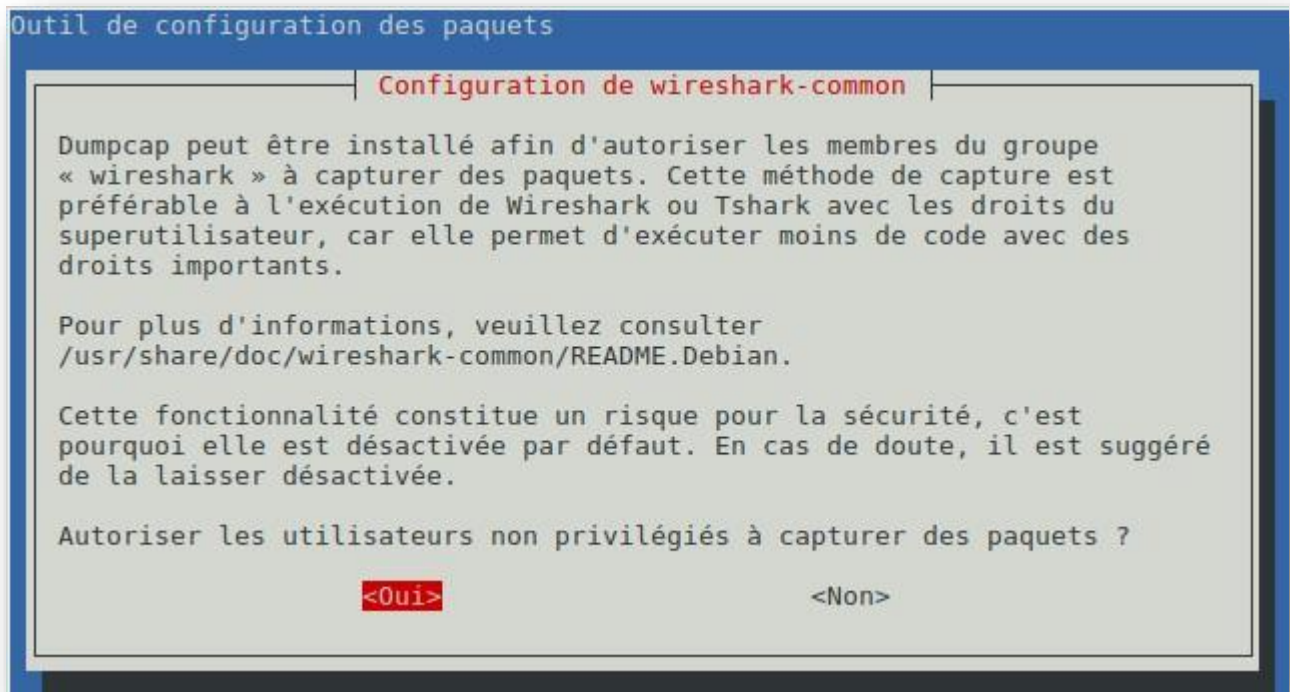 Outil de configuration des paquets
Configuration de wireshark-common
Dumpcap peut être installé afin d'autoriser les membres du groupe
« wireshark » à capturer des paquets. Cette méthode de capture est
préférable à l'exécution de Wireshark ou Tshark avec les droits du
superutilisateur, car elle permet d'exécuter moins de code avec des
droits importants.
Pour plus d'informations, veuillez consulter
/usr/share/doc/wireshark-common/README.Debian.
Cette fonctionnalité constitue un risque pour la sécurité, c'est
pourquoi elle est désactivée par défaut. En cas de doute, il est suggéré
de la laisser désactivée.
Autoriser les utilisateurs non privilégiés à capturer des paquets ?
<Oui> <Non>